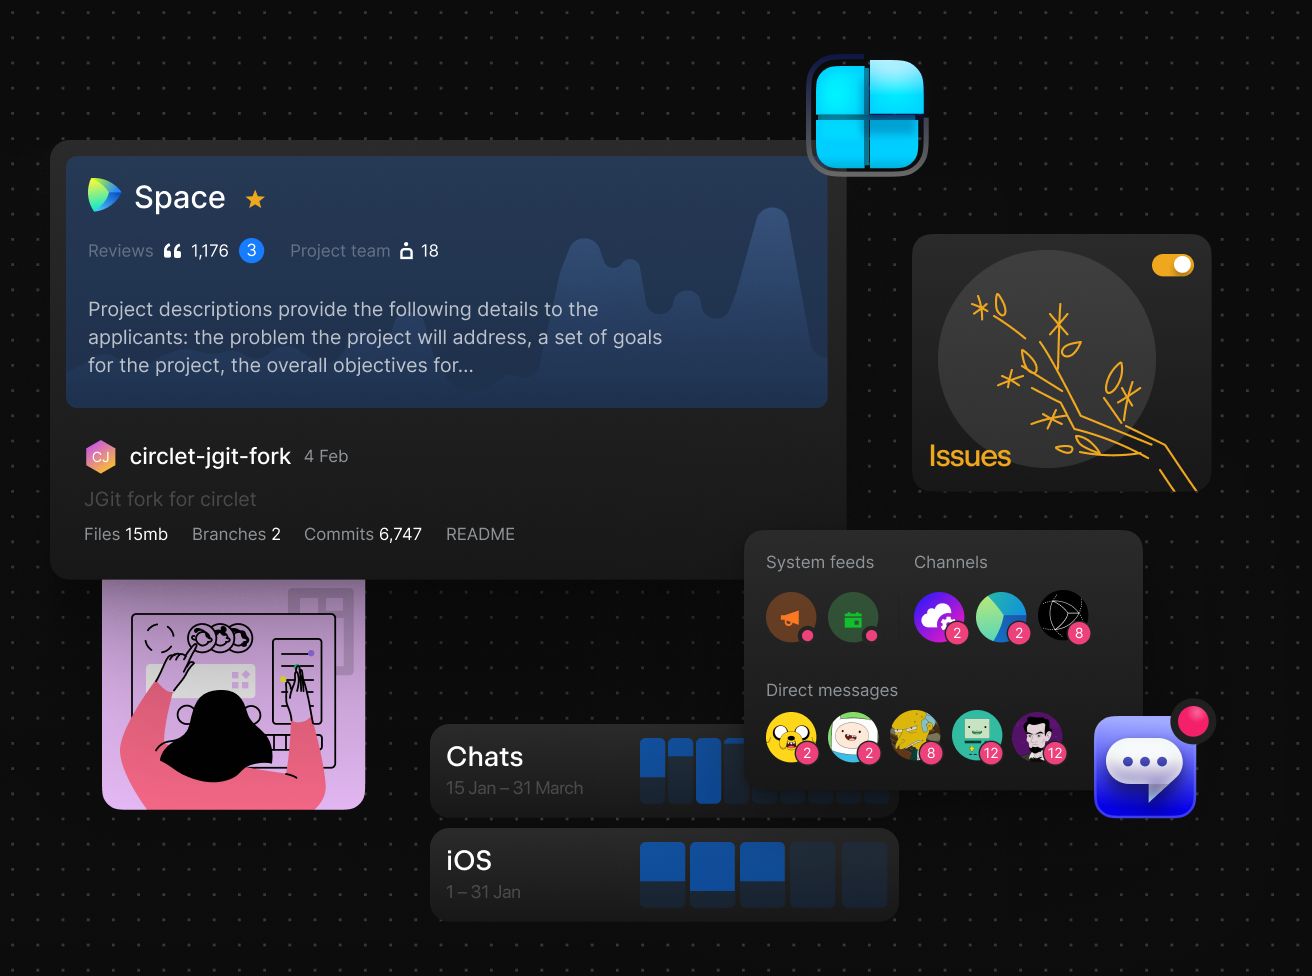 Space
Reviews 1,176 3 Project team 18
Project descriptions provide the following details to the
applicants: the problem the project will address, a set of goals
for the project, the overall objectives for...
CJ circlet-jgit-fork 4 Feb
JGit fork for circlet
Files 15mb Branches 2 Commits 6,747 README
Issues
System feeds Channels
2 2 8
Direct messages
2 2 8 12 12
Chats
15 Jan – 31 March
iOS
1 – 31 Jan